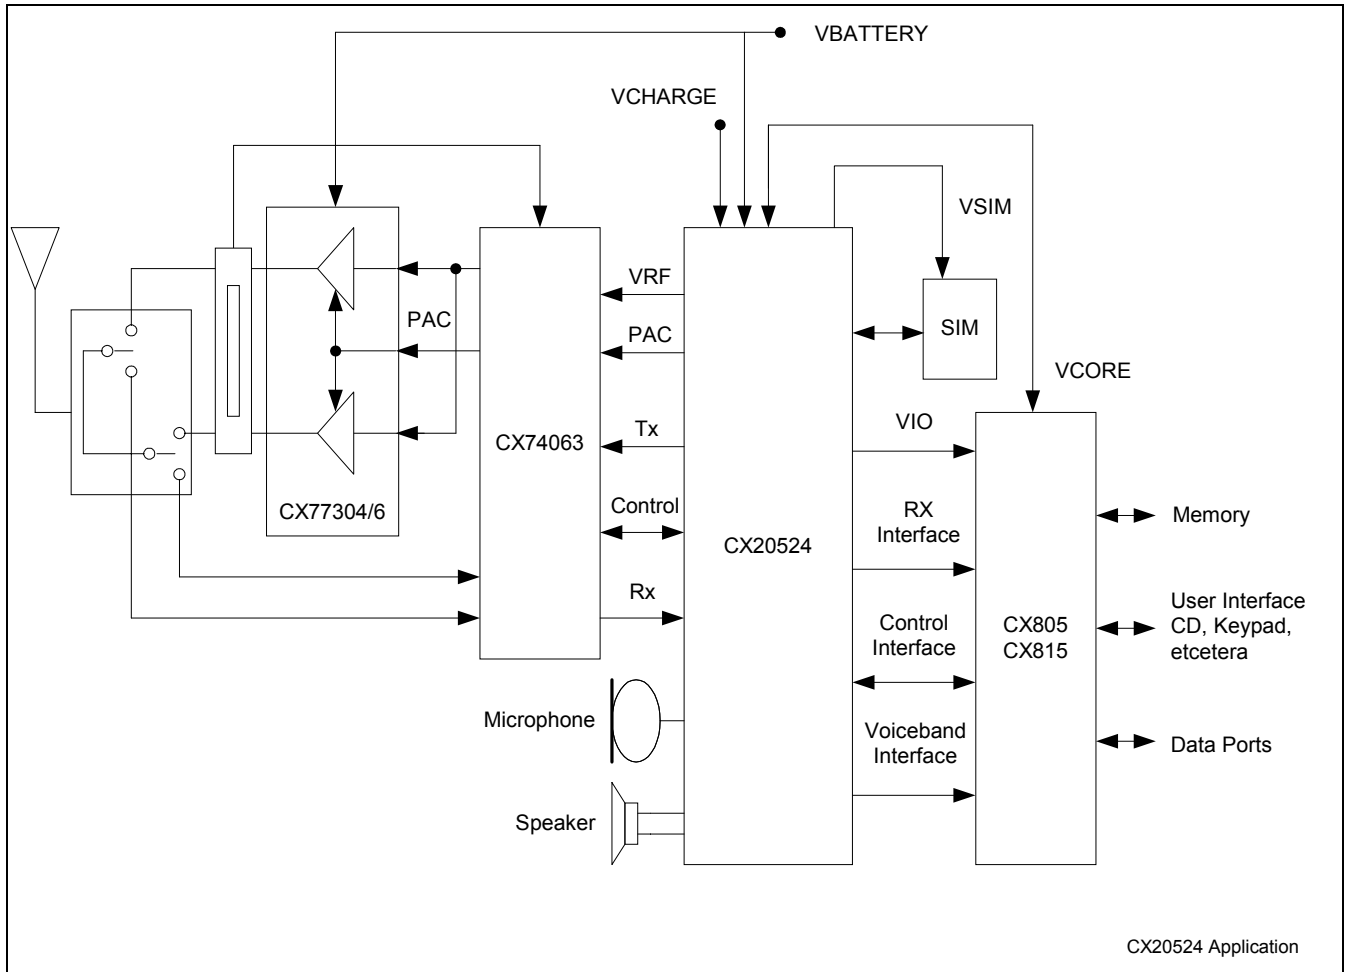 VBATTERY
VCHARGE
VSIM
VRF
PAC
PAC
SIM
VCORE
VIO
Tx
CX74063
Control
CX77304/6
RX
Interface
Memory
CX20524
Rx
Control
Interface
CX805
CX815
User Interface
CD, Keypad,
etcetera
Microphone
Voiceband
Interface
Data Ports
Speaker
CX20524 Application